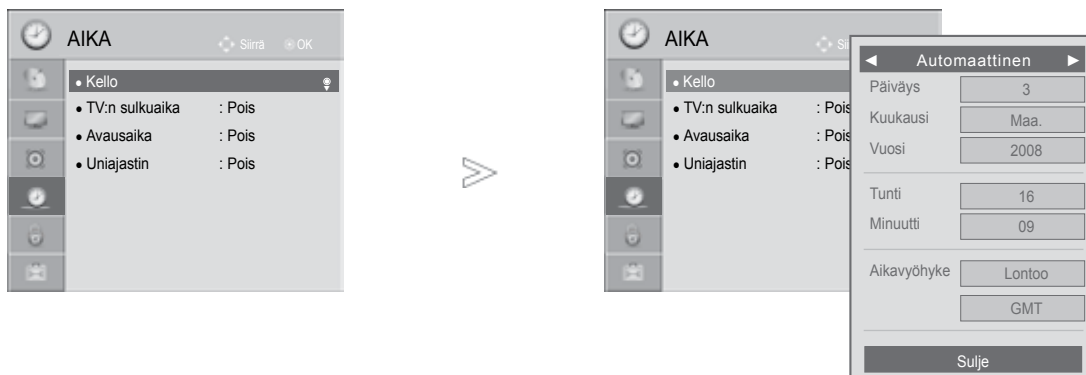 AIKA
Siirrä OK
• Kello
• TV:n sulkuaika : Pois
• Avausaika : Pois
• Uniajastin : Pois
AIKA
• Kello
• TV:n sulkuaika : Pois
• Avausaika : Pois
• Uniajastin : Pois
◄ Automaattinen ►
Päiväys 3
Kuukausi Maa.
Vuosi 2008
Tunti 16
Minuutti 09
Aikavyöhyke Lontoo
GMT
Sulje